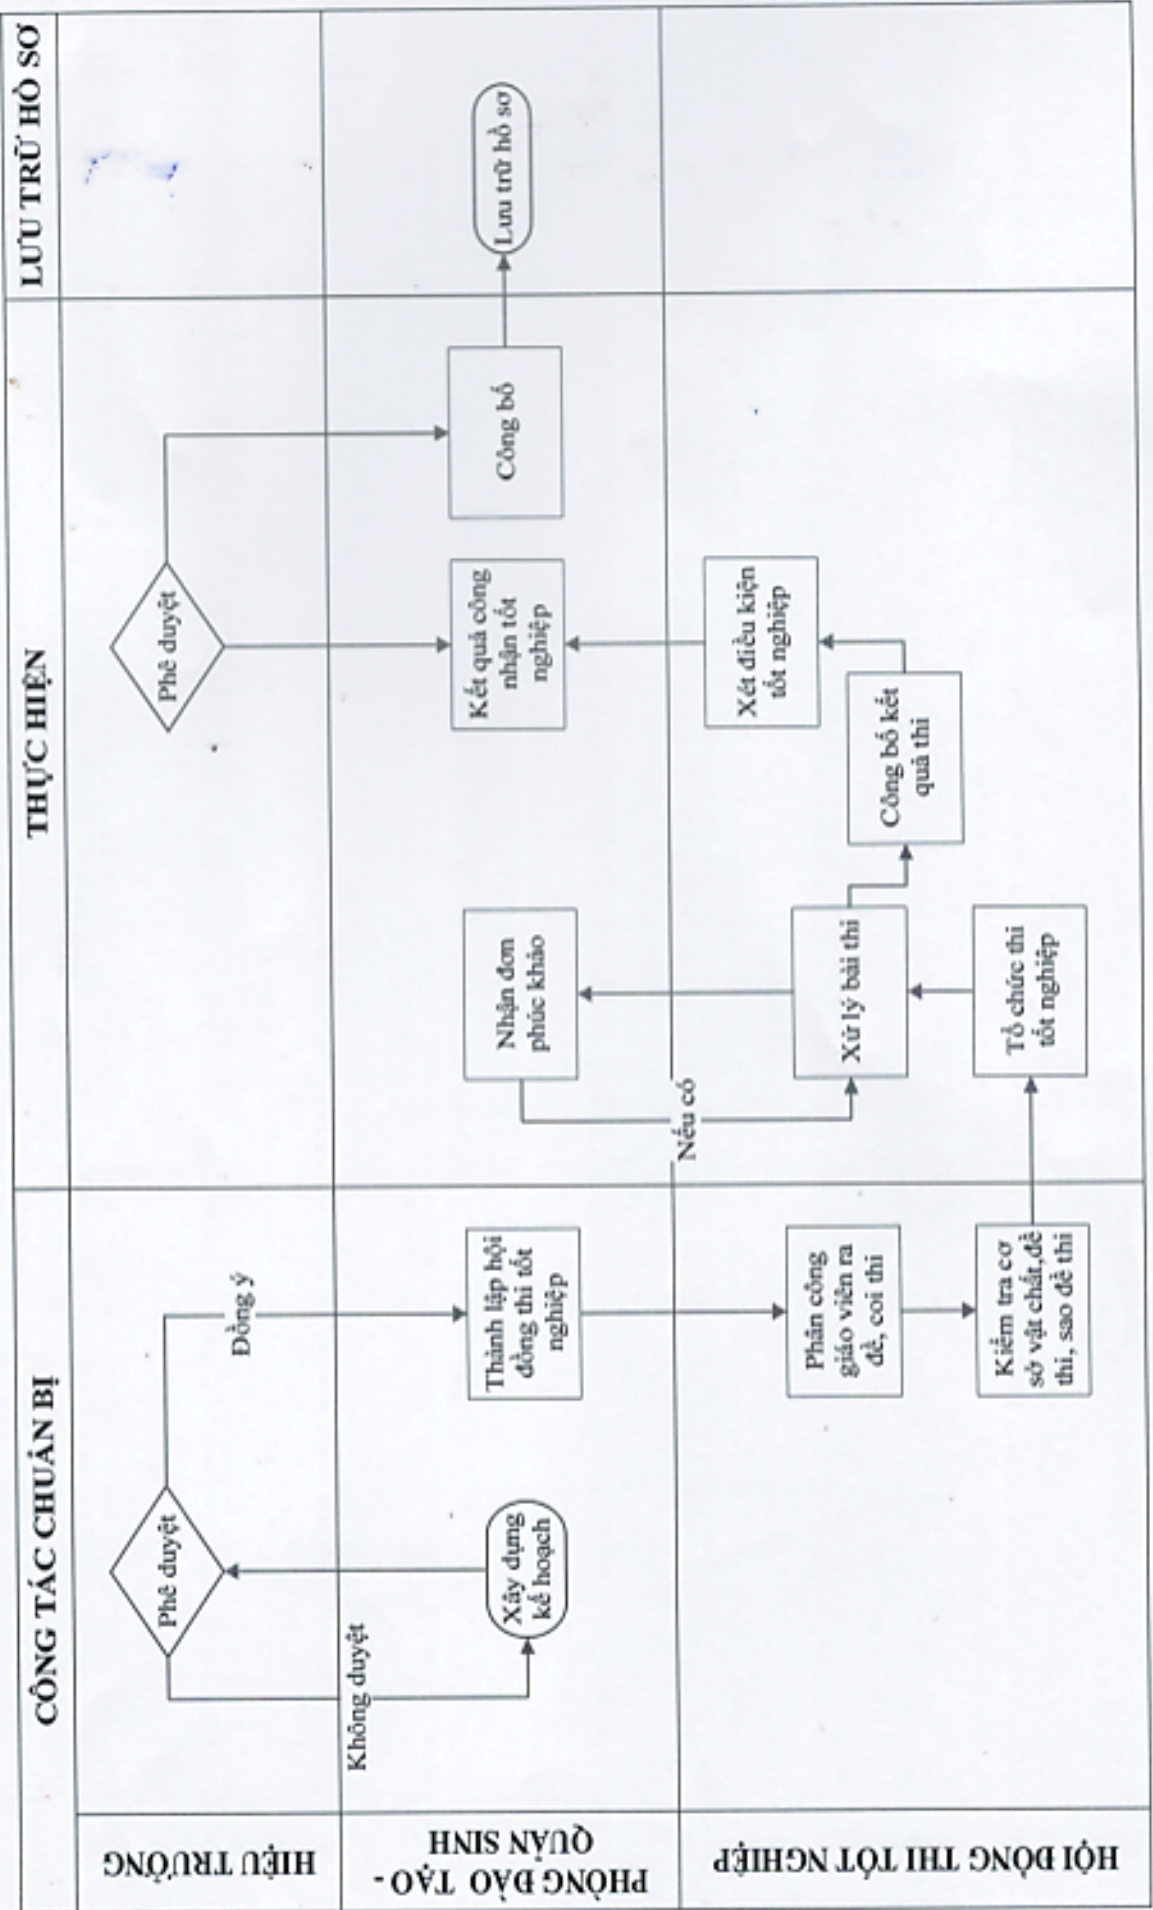 CÔNG TÁC CHUẨN BỊ
THỰC HIỆN
LƯU TRỮ HỒ SƠ
HIỆU TRƯỞNG
Phê duyệt
Đồng ý
Phê duyệt
PHÒNG ĐÀO TẠO -
QUẢN SINH
Không duyệt
Xây dựng
kế hoạch
Thành lập hội
đồng thi tốt
nghiệp
Nhận đơn
phúc khảo
Kết quả công
nhận tốt
nghiệp
Công bố
Lưu trữ hồ sơ
HỘI ĐỒNG THI TỐT NGHIỆP
Nếu có
Phân công
giáo viên ra
đề, coi thi
Kiểm tra cơ
sở vật chất,đề
thi, sao đề thi
Tổ chức thi
tốt nghiệp
Xử lý bài thi
Công bố kết
quả thi
Xét điều kiện
tốt nghiệp